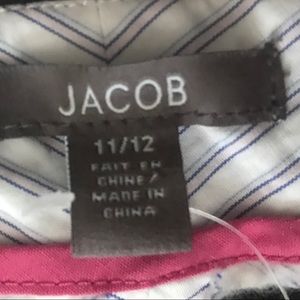 JACOB
11/12
FAIT EN
CHINE/
MADE IN
CHINA